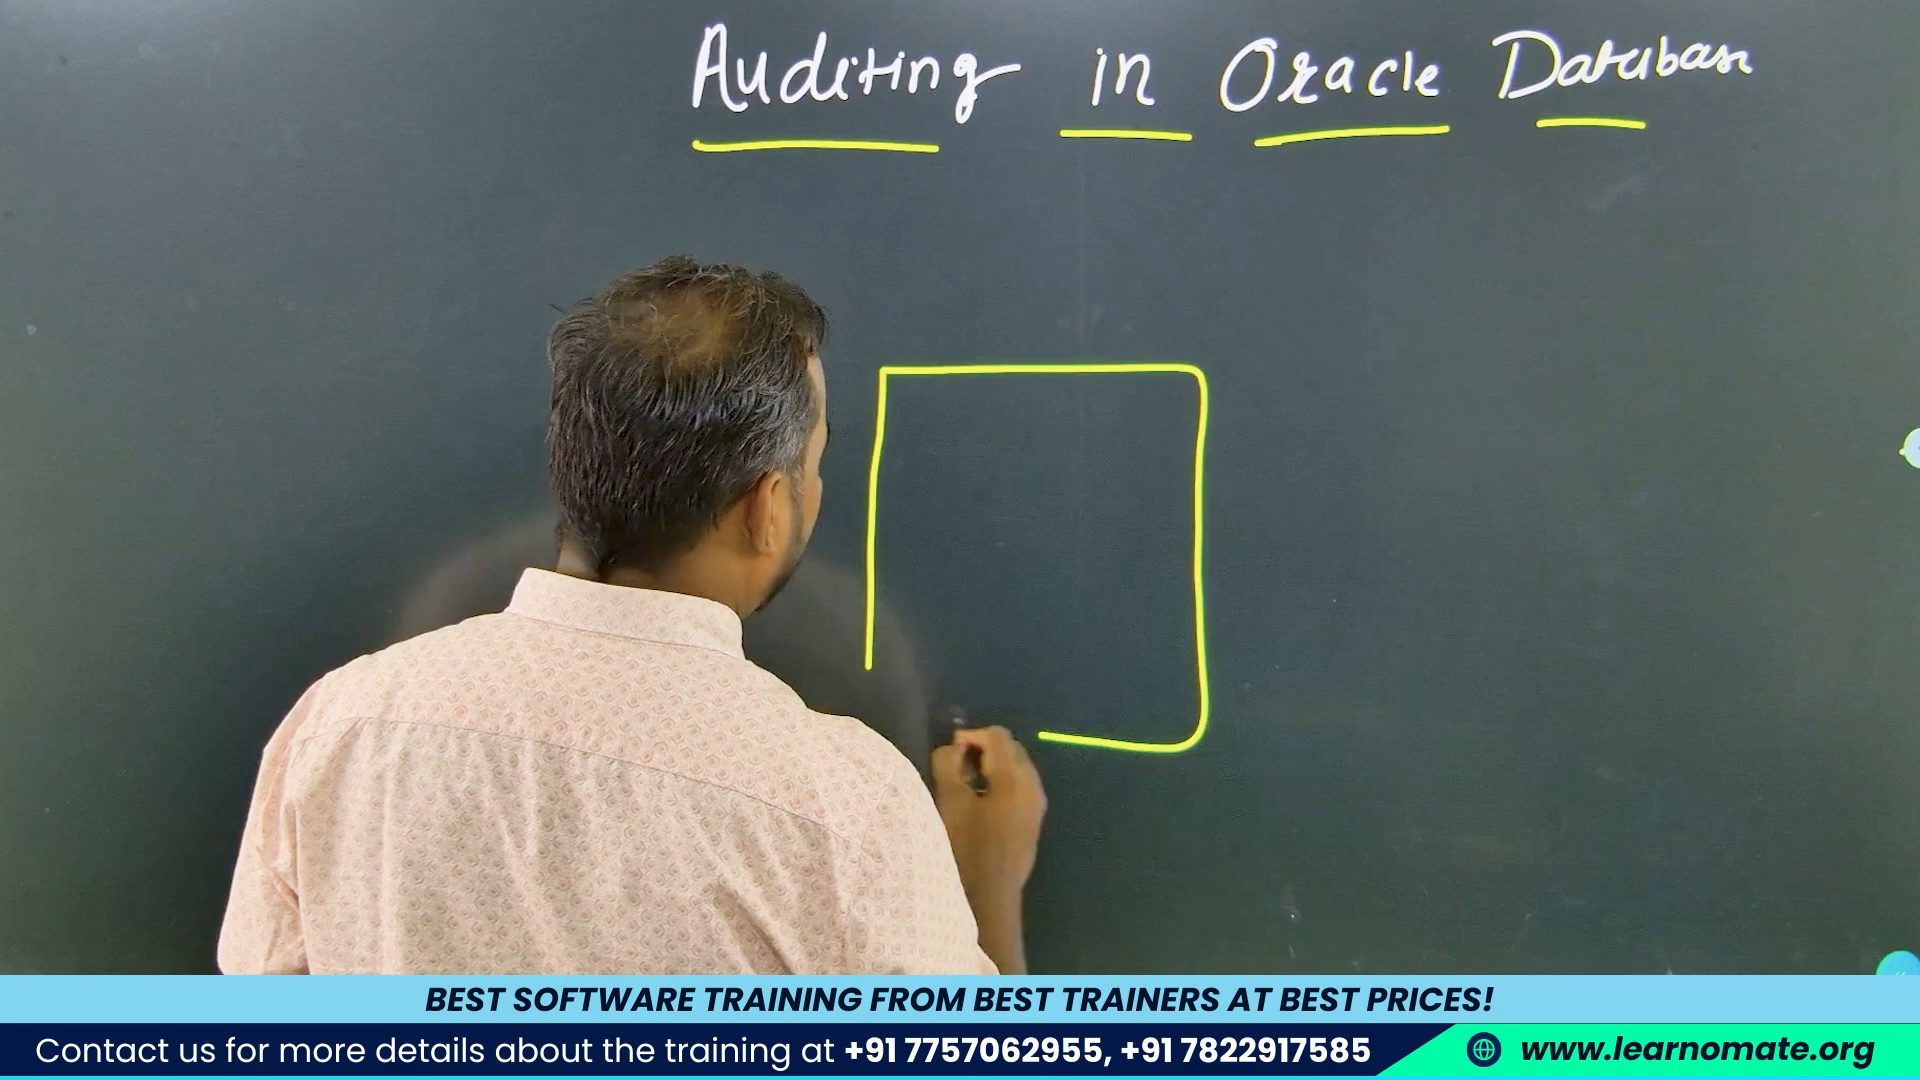 Auditing in Oracle Database
BEST SOFTWARE TRAINING FROM BEST TRAINERS AT BEST PRICES!
Contact us for more details about the training at +91 7757062955, +91 7822917585
www.learnomate.org